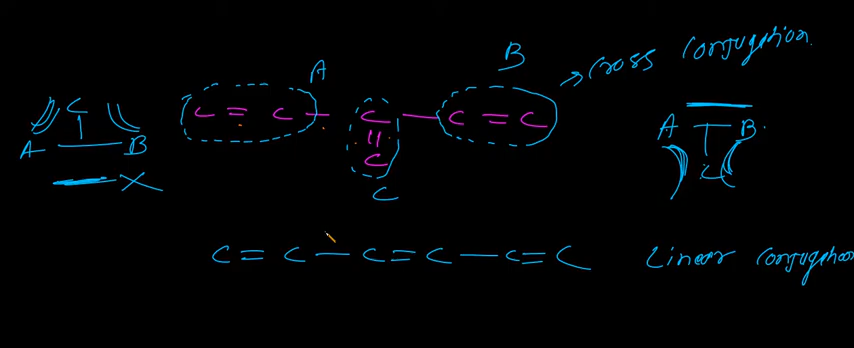 B
Cross Conjugation
A
C = C - C - C = C
||
C
C
C
A B
A B
C
C = C - C = C - C = C
Linear Conjugation